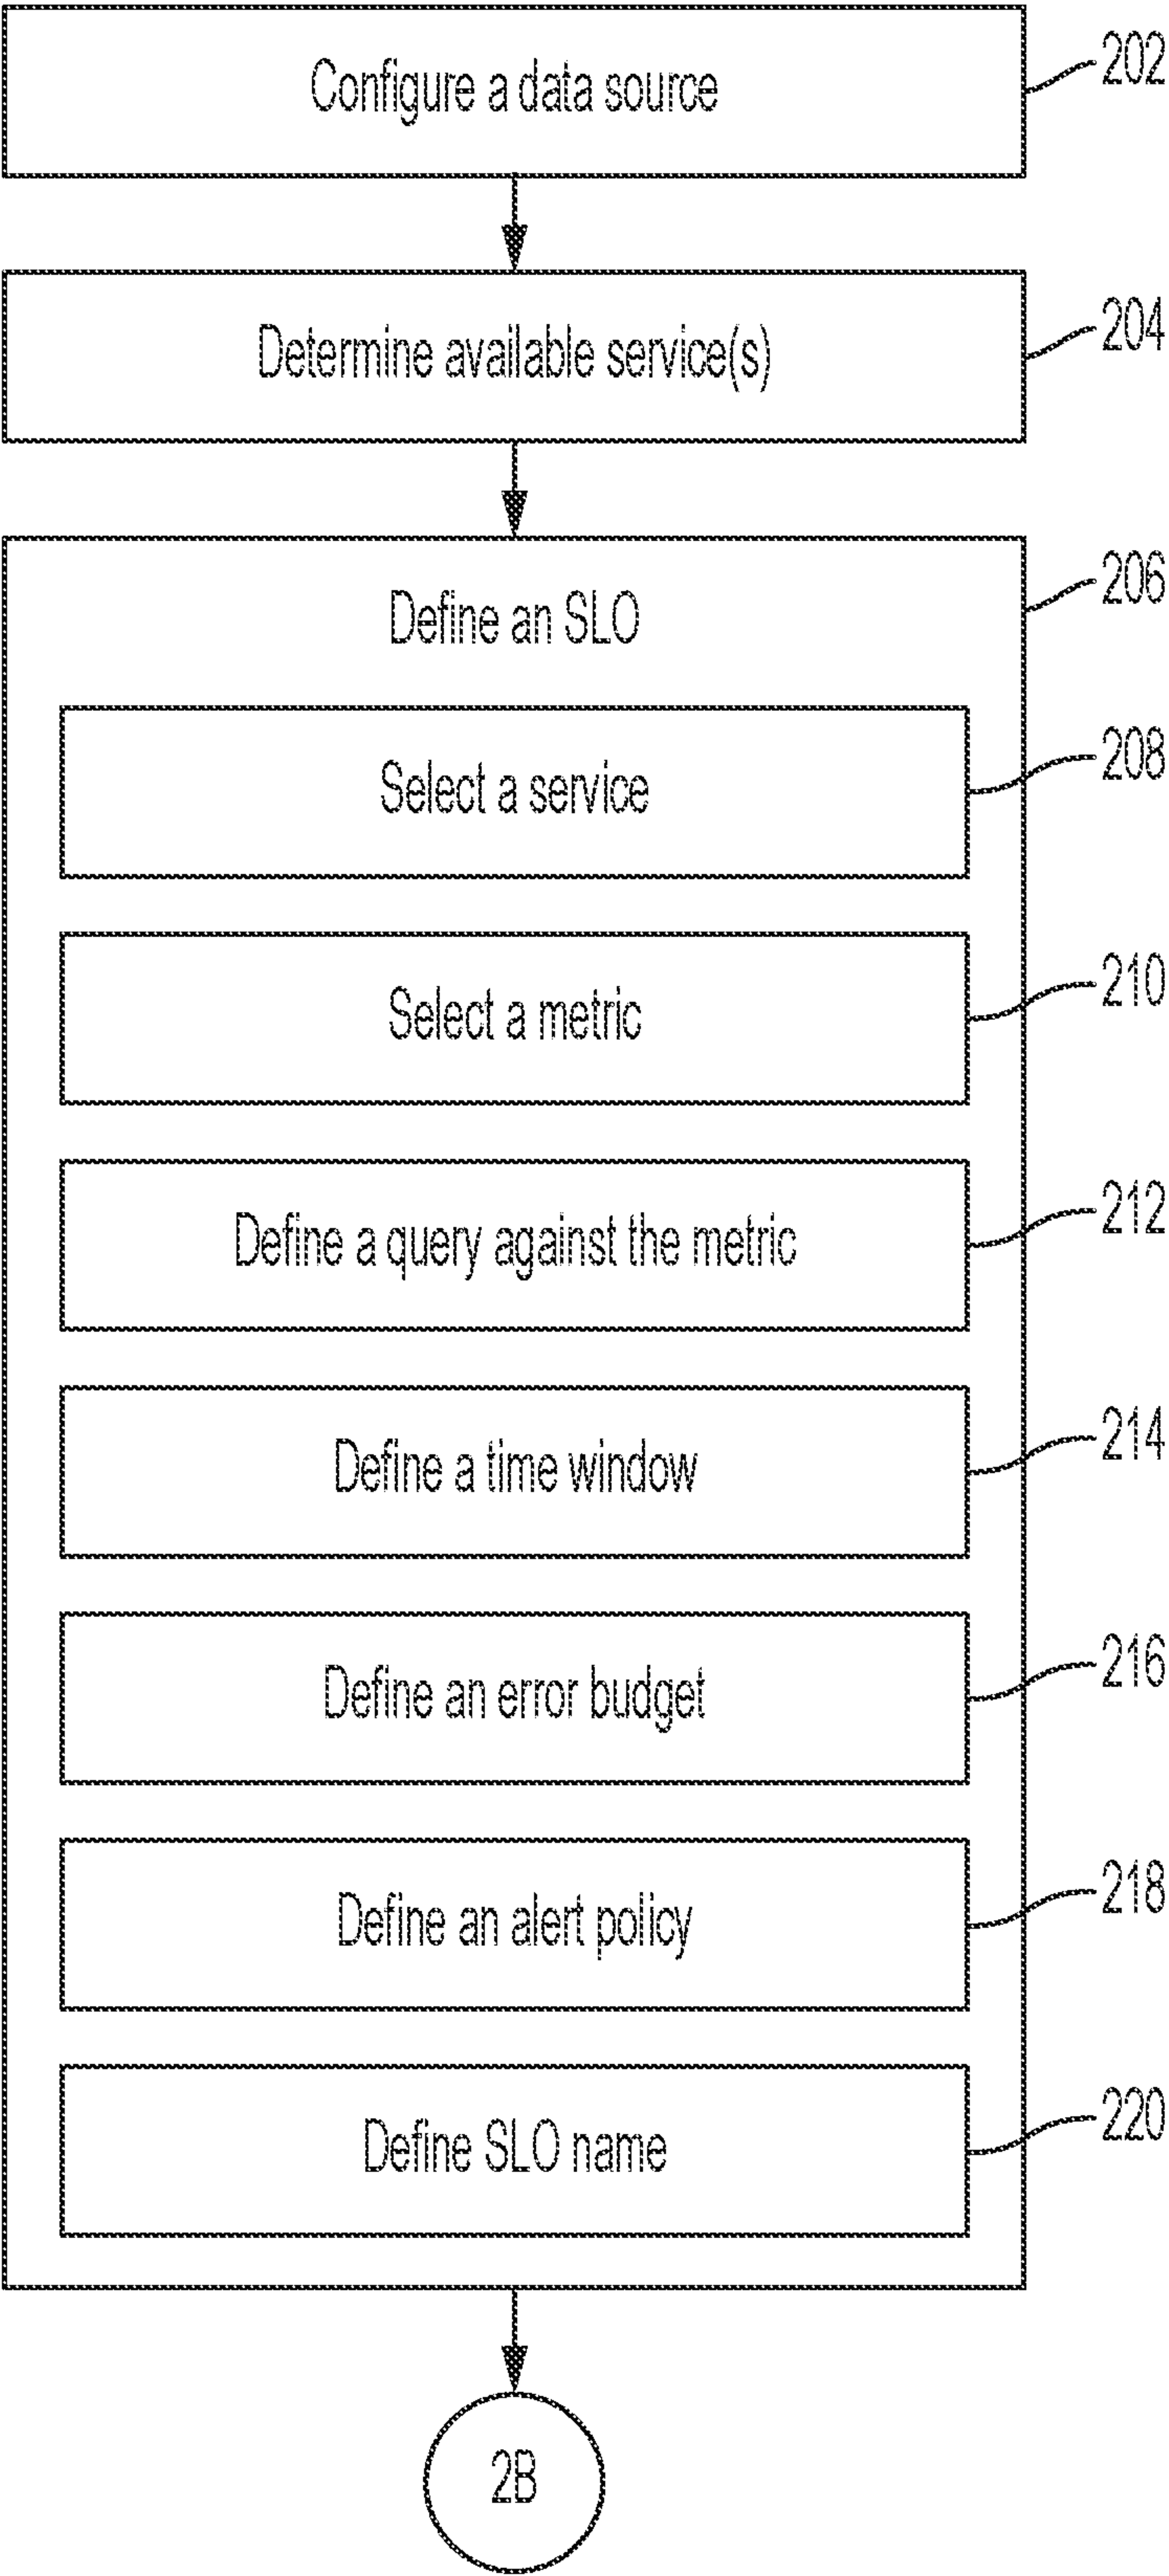 Configure a data source
202
Determine available service(s)
204
Define an SLO
206
Select a service
208
Select a metric
210
Define a query against the metric
212
Define a time window
214
Define an error budget
216
Define an alert policy
218
Define SLO name
220
2B